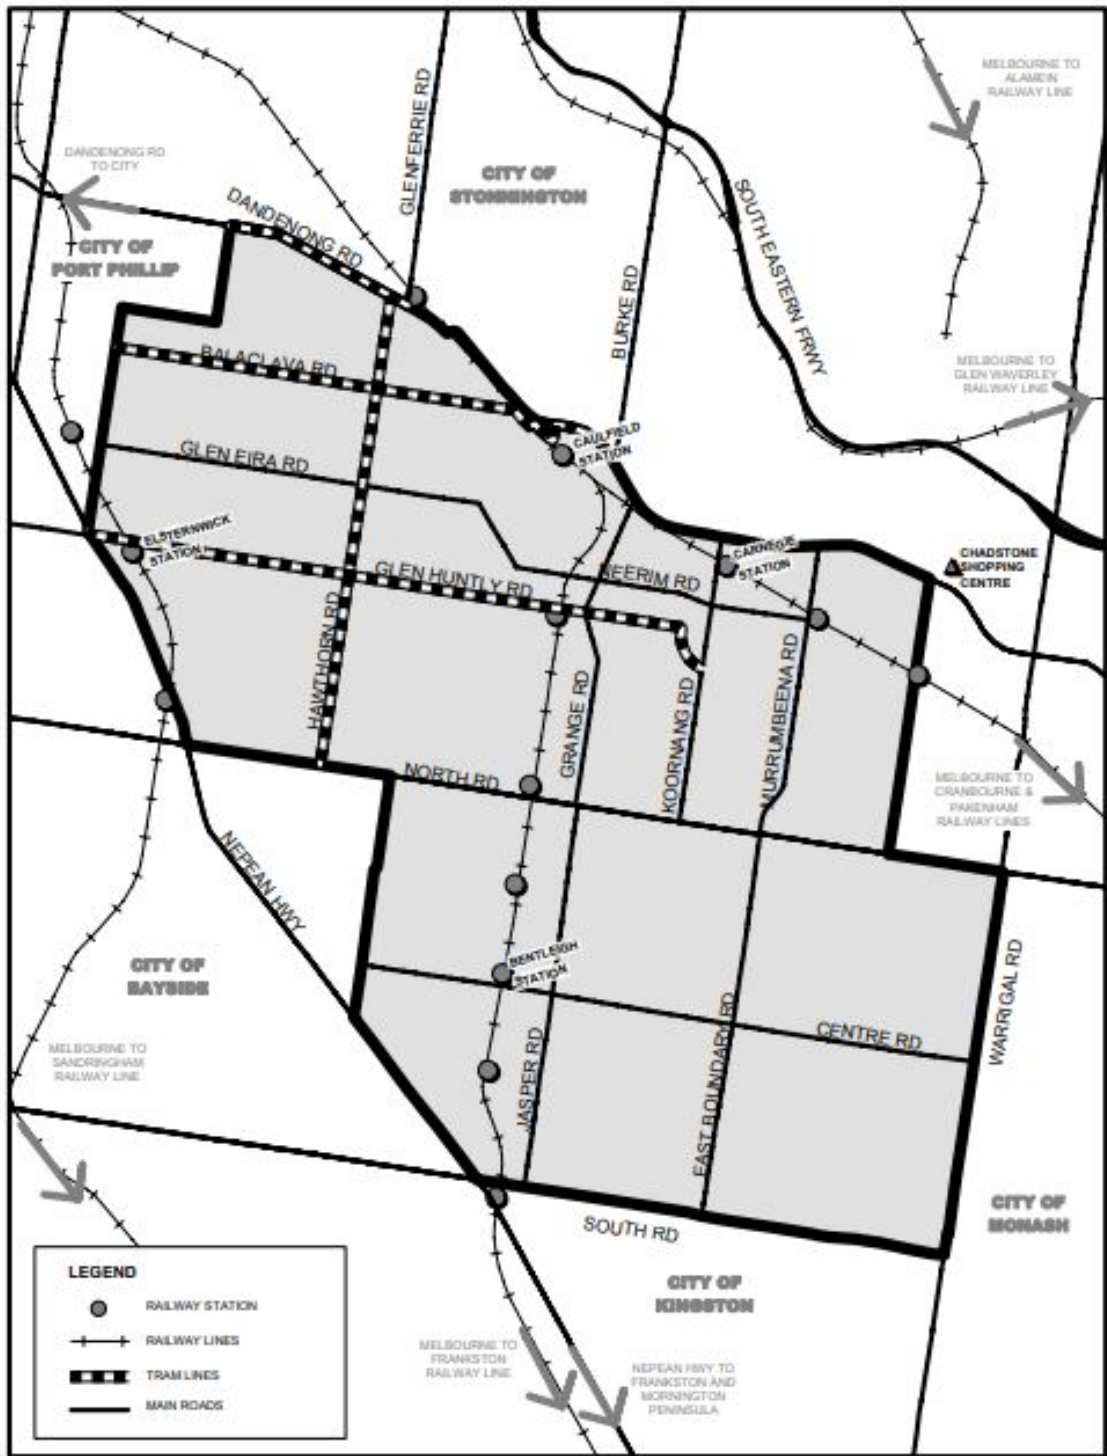 MELBOURNE TO
ALAMEIN
RAILWAY LINE
GLENFERRIE RD
DANDENONG RD
TO CITY
CITY OF
STONNINGTON
DANDENONG RD
SOUTH EASTERN FRWY
CITY OF
PORT PHILLIP
BURKE RD
BALACLAVA RD
MELBOURNE TO
GLEN WAVERLEY
RAILWAY LINE
CAULFIELD
STATION
GLEN EIRA RD
ELSTERNWICK
STATION
CARNEGIE
STATION
CHADSTONE
SHOPPING
CENTRE
GLEN HUNTLY RD
NEERIM RD
HAWTHORN RD
GRANGE RD
KOORNANG RD
MURRUMBEENA RD
NORTH RD
MELBOURNE TO
CRANBOURNE &
PAKENHAM
RAILWAY LINES
NEPEAN HWY
BENTLEIGH
STATION
CITY OF
BAYSIDE
WARRIGAL RD
CENTRE RD
MELBOURNE TO
SANDRINGHAM
RAILWAY LINE
JASPER RD
EAST BOUNDARY RD
CITY OF
MONASH
SOUTH RD
CITY OF
KINGSTON
LEGEND
RAILWAY STATION
RAILWAY LINES
TRAM LINES
MAIN ROADS
MELBOURNE TO
FRANKSTON
RAILWAY LINE
NEPEAN HWY TO
FRANKSTON AND
MORNINGTON
PENINSULA